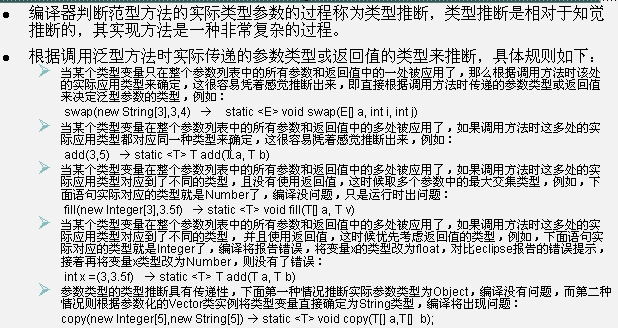 编译器判断范型方法的实际类型参数的过程称为类型推断，类型推断是相对于知觉
推断的，其实现方法是一种非常复杂的过程。
根据调用泛型方法时实际传递的参数类型或返回值的类型来推断，具体规则如下：
当某个类型变量只在整个参数列表中的所有参数和返回值中的一处被应用了，那么根据调用方法时该处
的实际应用类型来确定，这很容易凭着感觉推断出来，即直接根据调用方法时传递的参数类型或返回值
来决定泛型参数的类型，例如：
swap(new String[3],3,4) → static <E> void swap(E[] a, int i, int j)
当某个类型变量在整个参数列表中的所有参数和返回值中的多处被应用了，如果调用方法时这多处的实
际应用类型都对应同一种类型来确定，这很容易凭着感觉推断出来，例如：
add(3,5) → static <T> T add(T a, T b)
当某个类型变量在整个参数列表中的所有参数和返回值中的多处被应用了，如果调用方法时这多处的实
际应用类型对应到了不同的类型，且没有使用返回值，这时候取多个参数中的最大交集类型，例如，下
面语句实际对应的类型就是Number了，编译没问题，只是运行时出问题：
fill(new Integer[3],3.5f) → static <T> void fill(T[] a, T v)
当某个类型变量在整个参数列表中的所有参数和返回值中的多处被应用了，如果调用方法时这多处的实
际应用类型对应到了不同的类型，并且使用返回值，这时候优先考虑返回值的类型，例如，下面语句实
际对应的类型就是Integer了，编译将报告错误，将变量x的类型改为float，对比eclipse报告的错误提示，
接着再将变量x类型改为Number，则没有了错误：
int x =(3,3.5f) → static <T> T add(T a, T b)
参数类型的类型推断具有传递性，下面第一种情况推断实际参数类型为Object，编译没有问题，而第二种
情况则根据参数化的Vector类实例将类型变量直接确定为String类型，编译将出现问题：
copy(new Integer[5],new String[5]) → static <T> void copy(T[] a,T[] b);